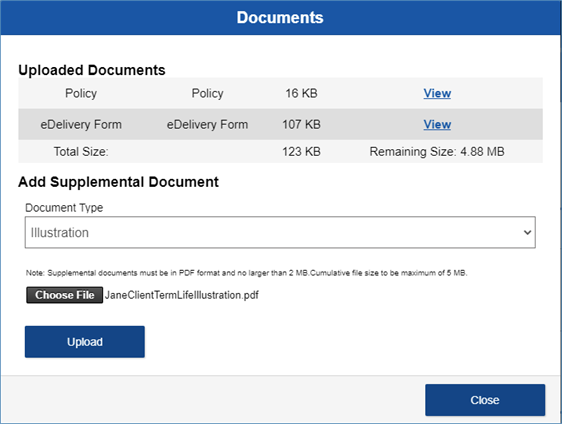 Documents
Uploaded Documents
Policy Policy 16 KB View
eDelivery Form eDelivery Form 107 KB View
Total Size: 123 KB Remaining Size: 4.88 MB
Add Supplemental Document
Document Type
Illustration
Note: Supplemental documents must be in PDF format and no larger than 2 MB.Cumulative file size to be maximum of 5 MB.
Choose File JaneClientTermLifeIllustration.pdf
Upload
Close